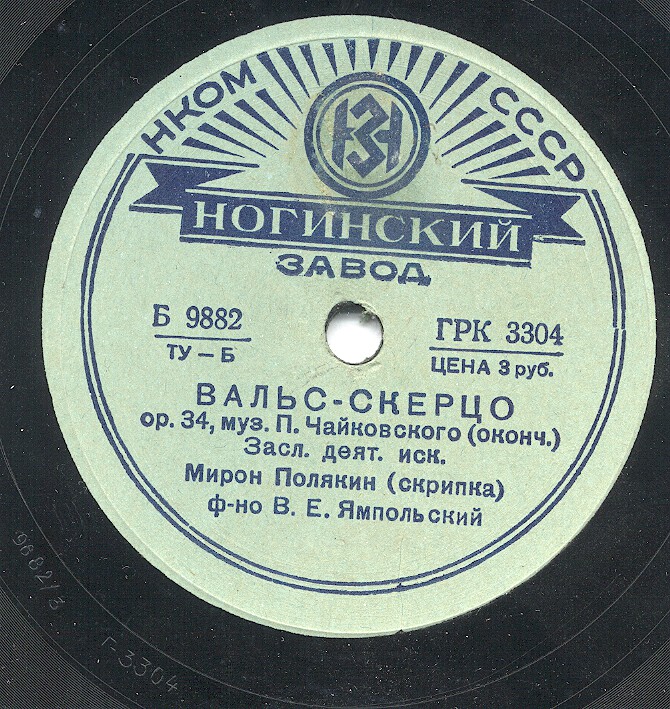 НКОМ СССР
НЗ
НОГИНСКИЙ
ЗАВОД
Б 9882
ТУ — Б
ГРК 3304
ЦЕНА 3 руб.
ВАЛЬС-СКЕРЦО
ор. 34, муз. П. Чайковского (оконч.)
Засл. деят. иск.
Мирон Полякин (скрипка)
ф-но В. Е. Ямпольский
9882/3
Г-3304